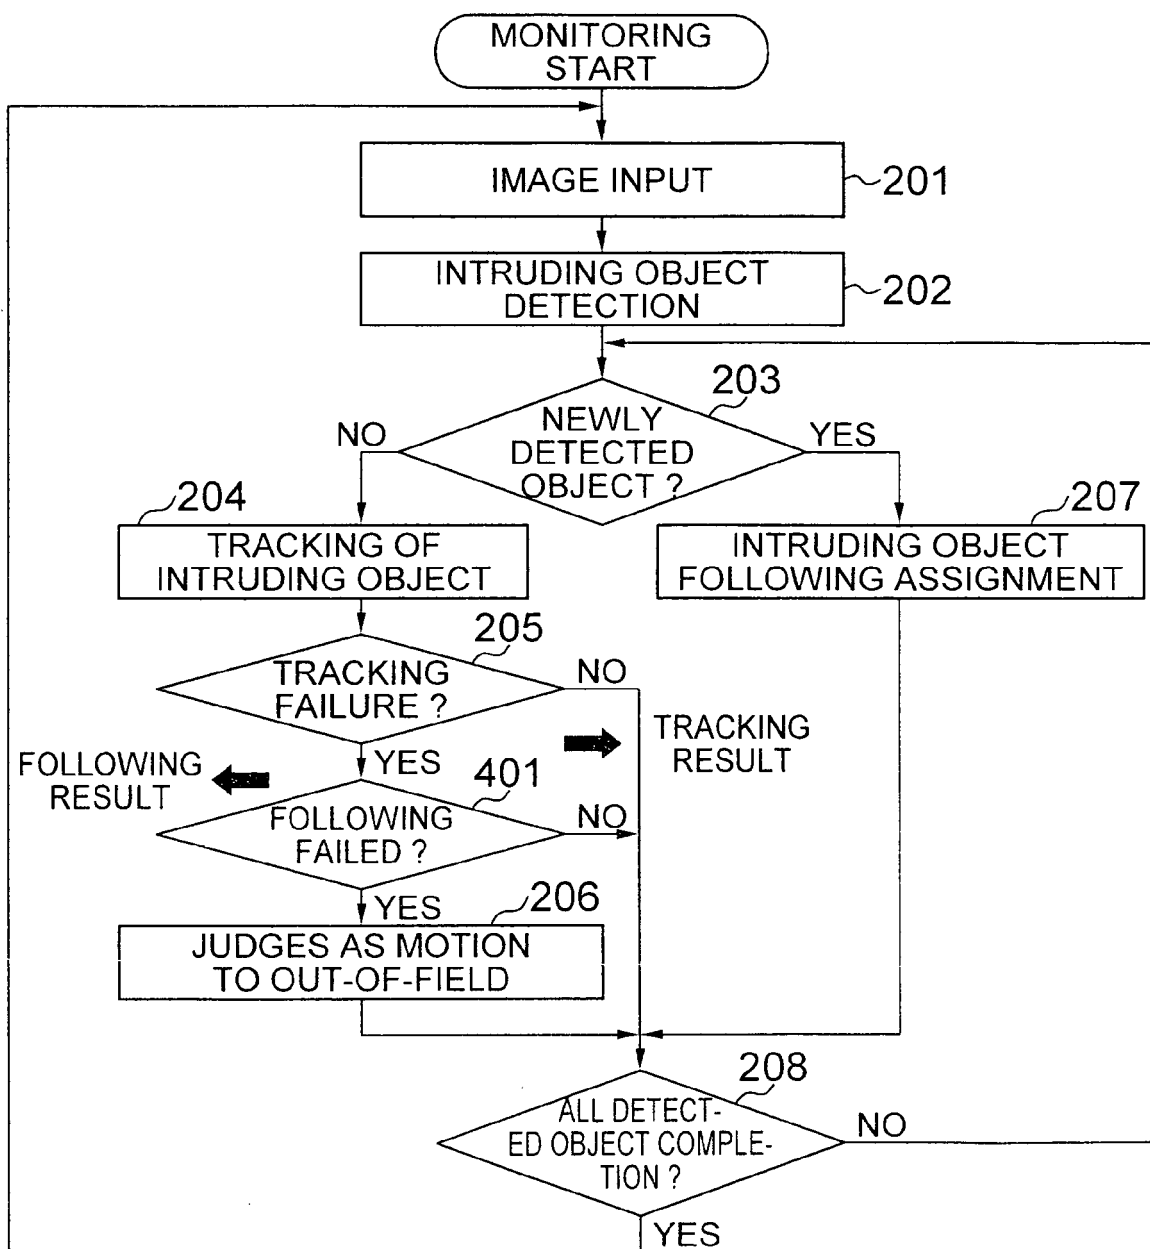 MONITORING
START
IMAGE INPUT
201
INTRUDING OBJECT
DETECTION
202
203
NEWLY
DETECTED
OBJECT ?
NO
YES
204
TRACKING OF
INTRUDING OBJECT
207
INTRUDING OBJECT
FOLLOWING ASSIGNMENT
205
TRACKING
FAILURE ?
NO
YES
TRACKING
RESULT
FOLLOWING
RESULT
401
FOLLOWING
FAILED ?
NO
YES
206
JUDGES AS MOTION
TO OUT-OF-FIELD
208
ALL DETECT-
ED OBJECT COMPLE-
TION ?
NO
YES